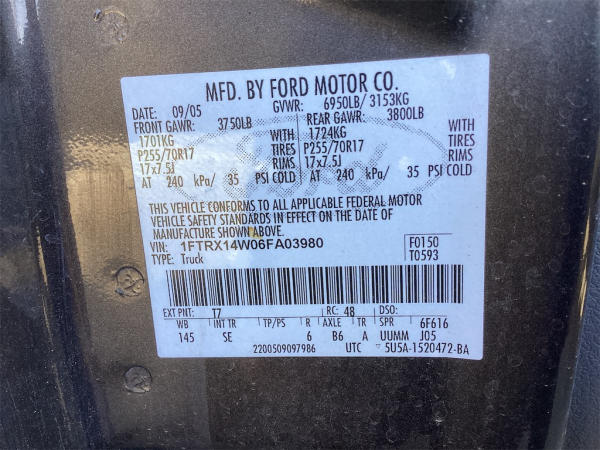 MFD. BY FORD MOTOR CO.
DATE: 09/05 GVWR: 6950LB/ 3153KG
FRONT GAWR: 3750LB REAR GAWR: 3800LB
1701KG WITH 1724KG WITH
P255/70R17 TIRES P255/70R17 TIRES
17x7.5J RIMS 17x7.5J RIMS
AT 240 kPa/ 35 PSI COLD AT 240 kPa/ 35 PSI COLD
THIS VEHICLE CONFORMS TO ALL APPLICABLE FEDERAL MOTOR
VEHICLE SAFETY STANDARDS IN EFFECT ON THE DATE OF
MANUFACTURE SHOWN ABOVE.
VIN: 1FTRX14W06FA03980 F0150
TYPE: Truck T0593
EXT PNT: T7 RC: 48 DSO:
WB INT TR TP/PS R AXLE TR SPR 6F616
145 SE 6 B6 A UUMM J05
2200509097986 UTC 5U5A-1520472-BA
Ford